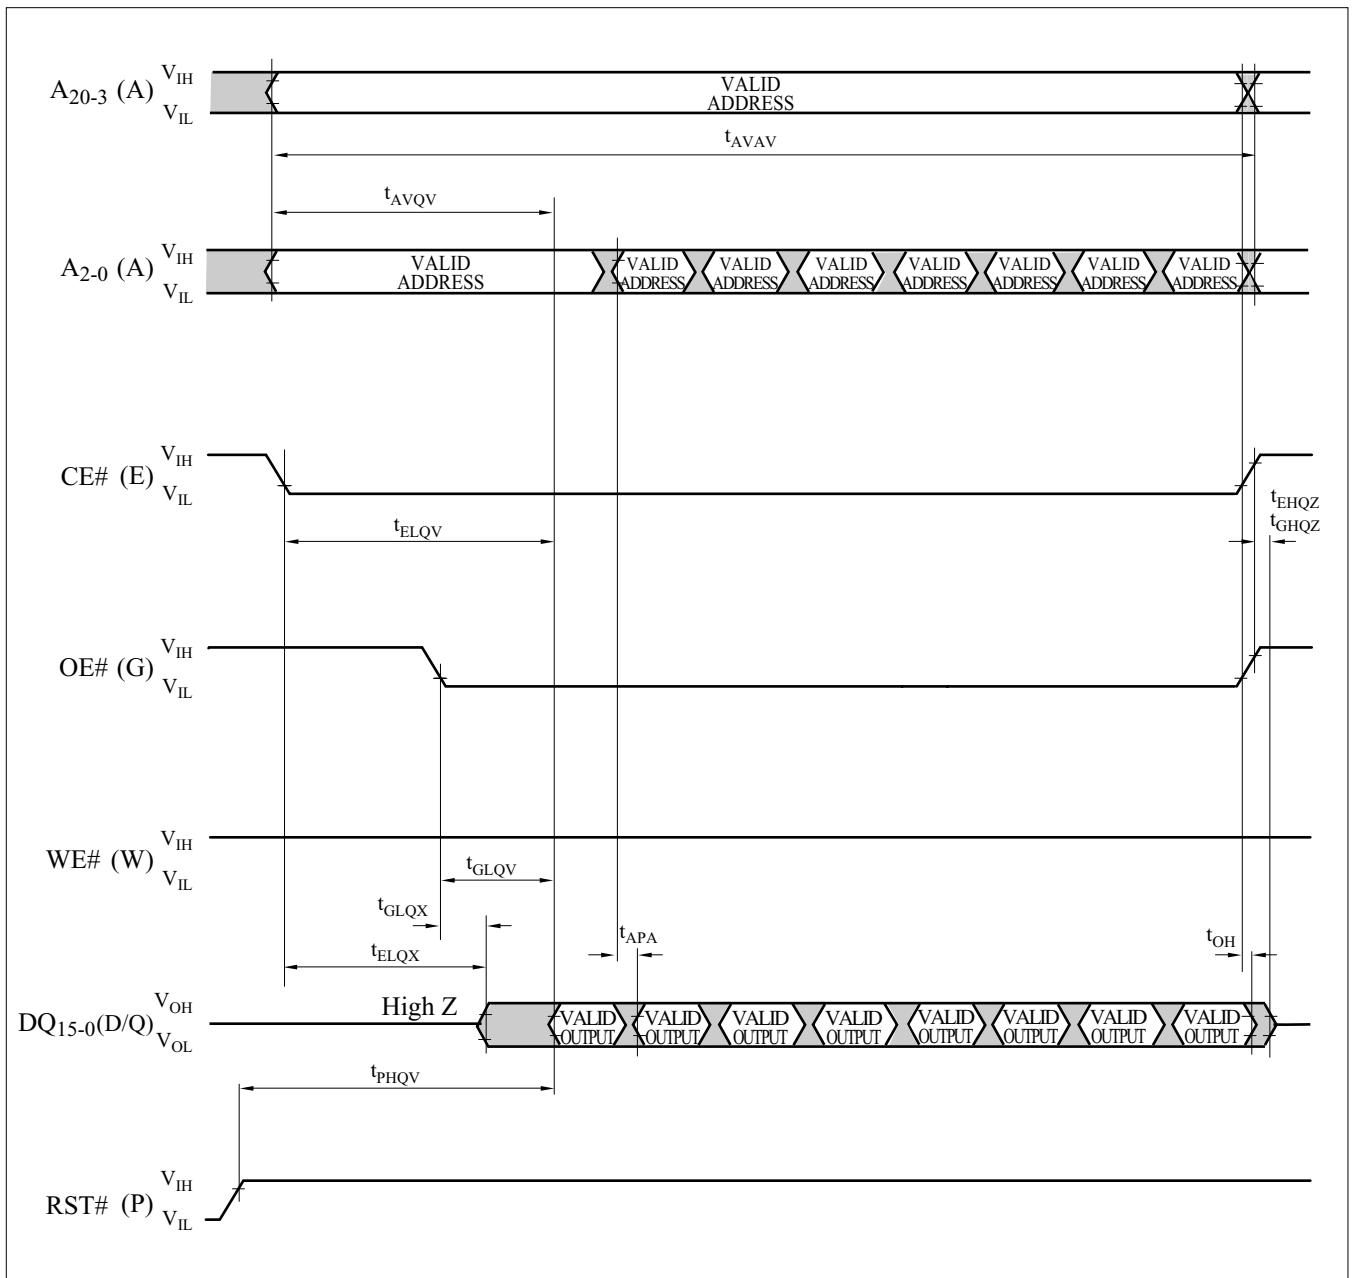 A20-3 (A) VIH
VIL
VALID
ADDRESS
tAVAV
tAVQV
A2-0 (A) VIH
VIL
VALID
ADDRESS
VALID
ADDRESS
VALID
ADDRESS
VALID
ADDRESS
VALID
ADDRESS
VALID
ADDRESS
VALID
ADDRESS
VALID
ADDRESS
CE# (E) VIH
VIL
tELQV
tEHQZ
tGHQZ
OE# (G) VIH
VIL
WE# (W) VIH
VIL
tGLQV
tGLQX
tELQX
tAPA
tOH
DQ15-0(D/Q) VOH
VOL
High Z
VALID
OUTPUT
VALID
OUTPUT
VALID
OUTPUT
VALID
OUTPUT
VALID
OUTPUT
VALID
OUTPUT
VALID
OUTPUT
VALID
OUTPUT
tPHQV
RST# (P) VIH
VIL